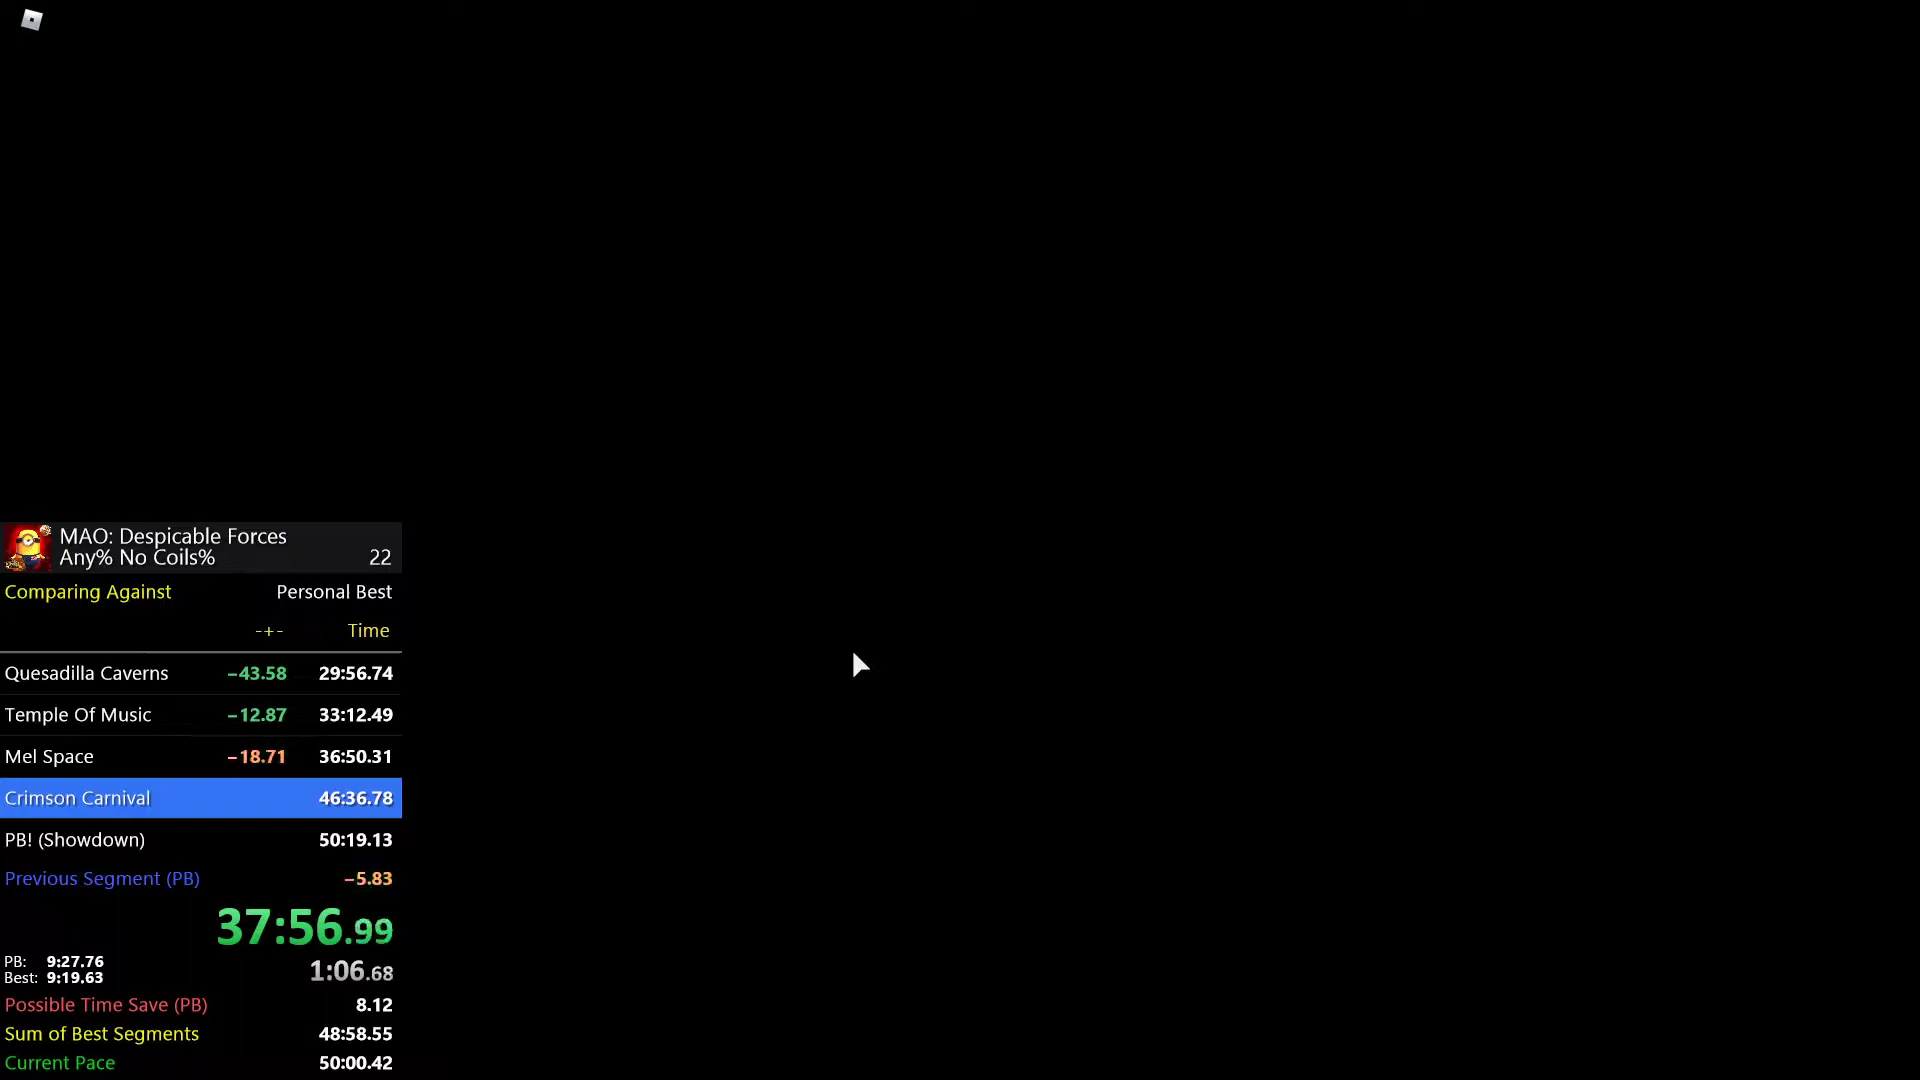 MAO: Despicable Forces
Any% No Coils% 22
Comparing Against Personal Best
-+- Time
Quesadilla Caverns −43.58 29:56.74
Temple Of Music −12.87 33:12.49
Mel Space −18.71 36:50.31
Crimson Carnival 46:36.78
PB! (Showdown) 50:19.13
Previous Segment (PB) −5.83
37:56.99
PB: 9:27.76
Best: 9:19.63
1:06.68
Possible Time Save (PB) 8.12
Sum of Best Segments 48:58.55
Current Pace 50:00.42